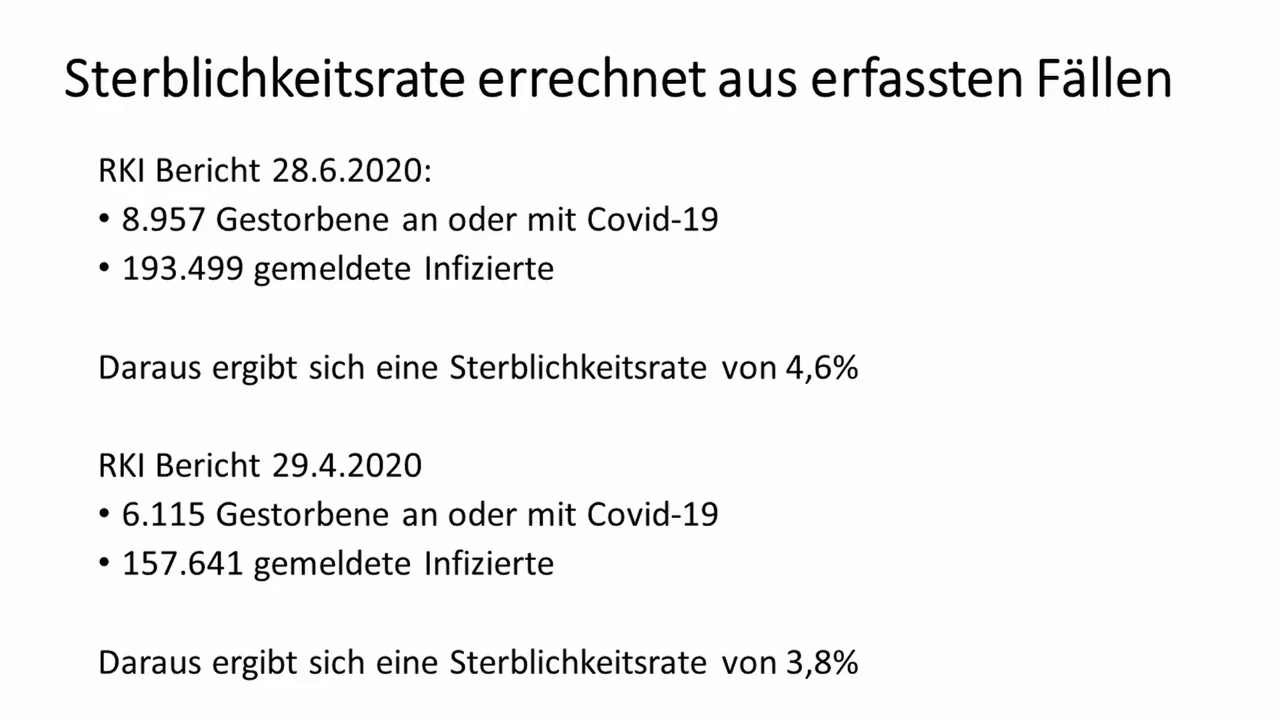 Sterblichkeitsrate errechnet aus erfassten Fällen
RKI Bericht 28.6.2020:
• 8.957 Gestorbene an oder mit Covid-19
• 193.499 gemeldete Infizierte
Daraus ergibt sich eine Sterblichkeitsrate von 4,6%
RKI Bericht 29.4.2020
• 6.115 Gestorbene an oder mit Covid-19
• 157.641 gemeldete Infizierte
Daraus ergibt sich eine Sterblichkeitsrate von 3,8%